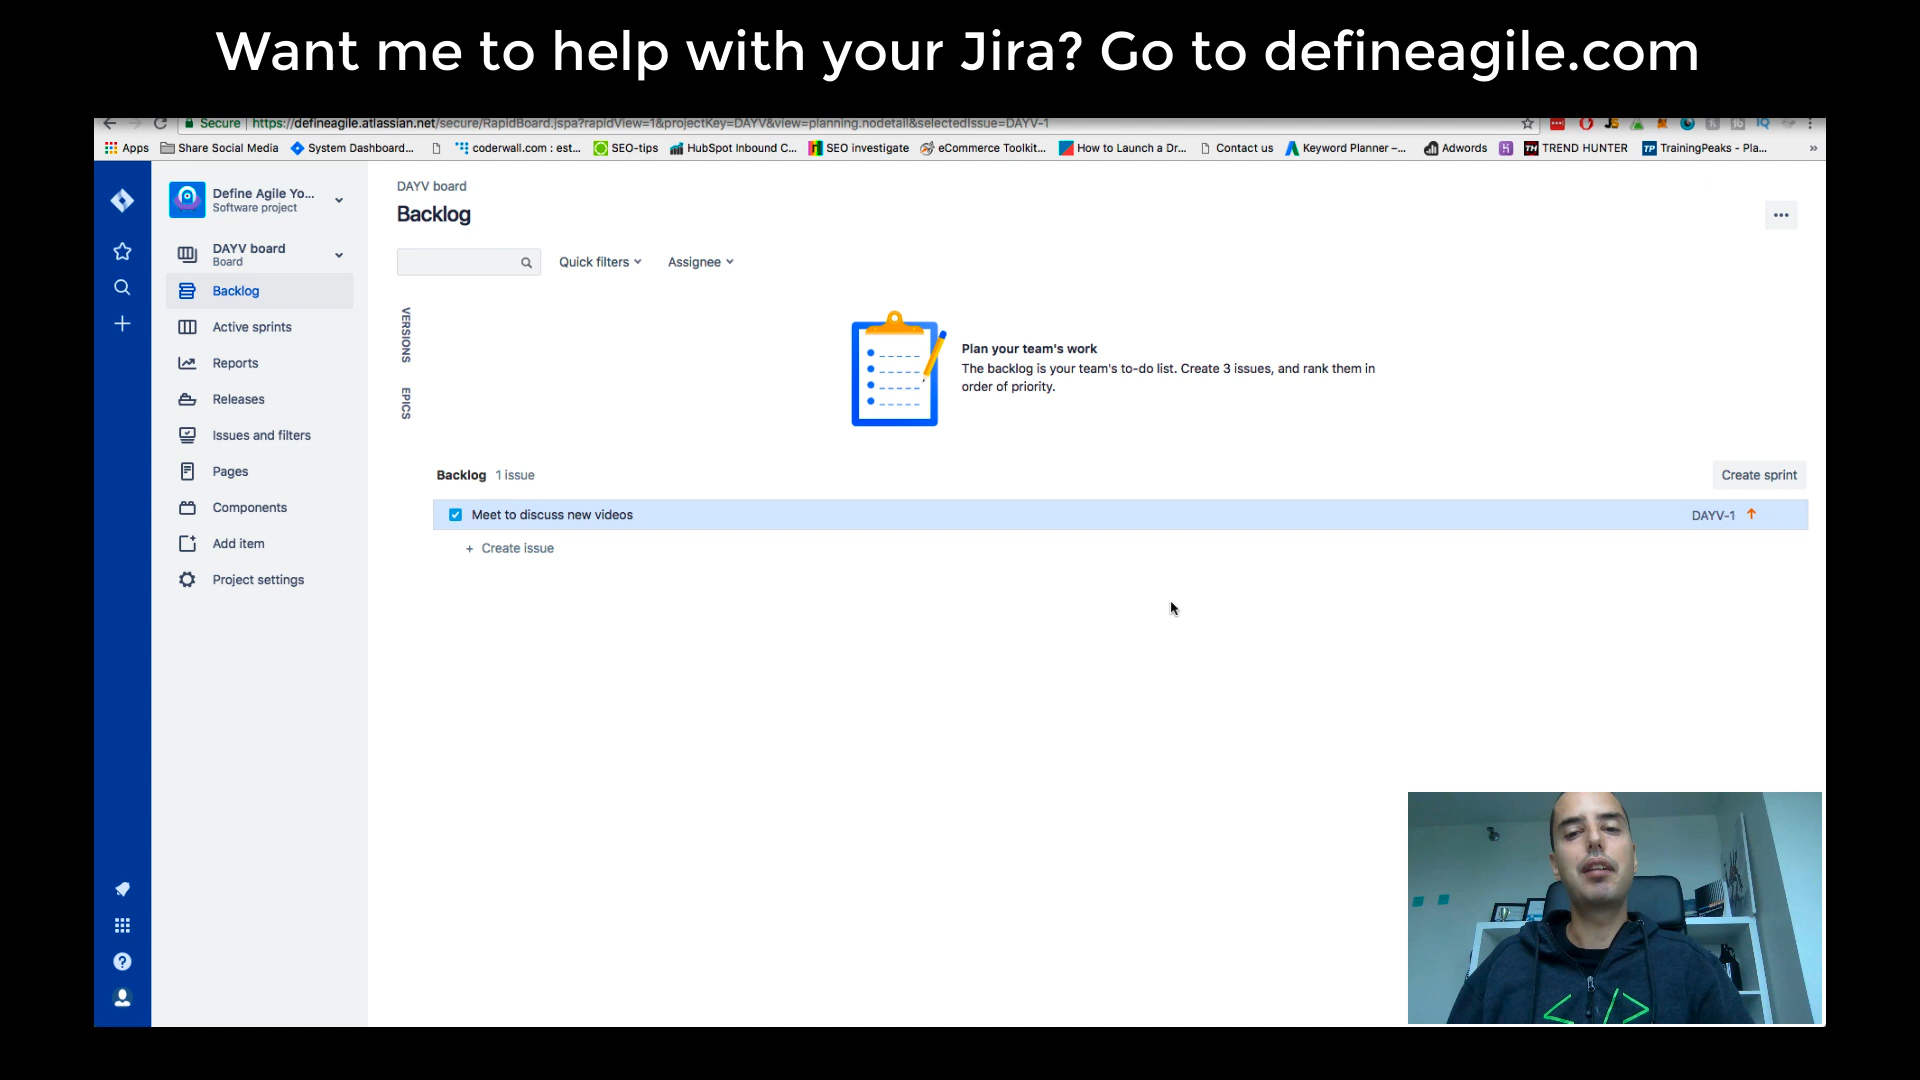 Want me to help with your Jira? Go to defineagile.com
Secure https://defineagile.atlassian.net/secure/RapidBoard.jspa?rapidView=1&projectKey=DAYV&view=planning.nodetail&selectedIssue=DAYV-1
Apps Share Social Media System Dashboard... coderwall.com : est... SEO-tips HubSpot Inbound C... SEO investigate eCommerce Toolkit... How to Launch a Dr... Contact us Keyword Planner –... Adwords TREND HUNTER TrainingPeaks - Pla... »
Define Agile Yo...
Software project
DAYV board
Board
Backlog
Active sprints
Reports
Releases
Issues and filters
Pages
Components
Add item
Project settings
DAYV board
Backlog
Quick filters Assignee
VERSIONS
EPICS
Plan your team's work
The backlog is your team's to-do list. Create 3 issues, and rank them in
order of priority.
Backlog 1 issue Create sprint
Meet to discuss new videos DAYV-1
+ Create issue